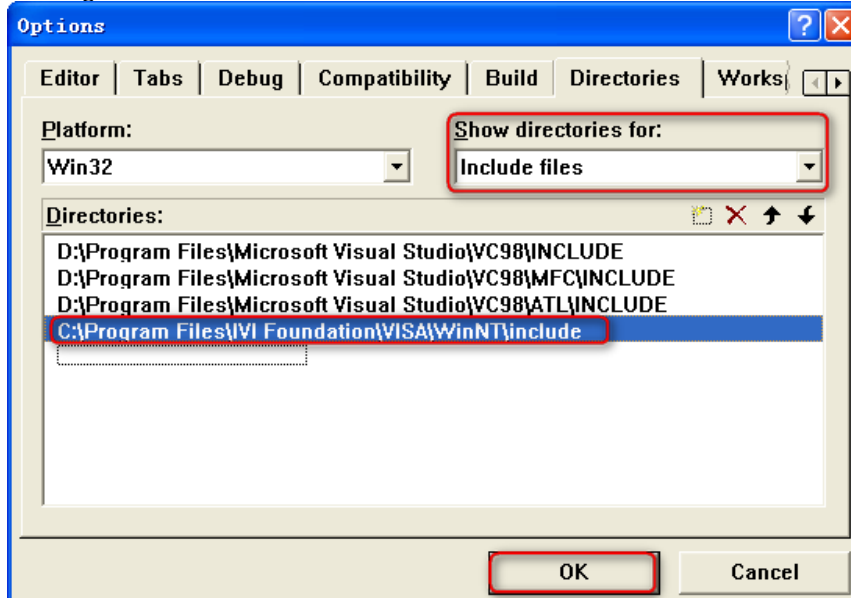 Options
Editor Tabs Debug Compatibility Build Directories Works
Platform: Show directories for:
Win32 Include files
Directories:
D:\Program Files\Microsoft Visual Studio\VC98\INCLUDE
D:\Program Files\Microsoft Visual Studio\VC98\MFC\INCLUDE
D:\Program Files\Microsoft Visual Studio\VC98\ATL\INCLUDE
C:\Program Files\IVI Foundation\VISA\WinNT\include
OK Cancel